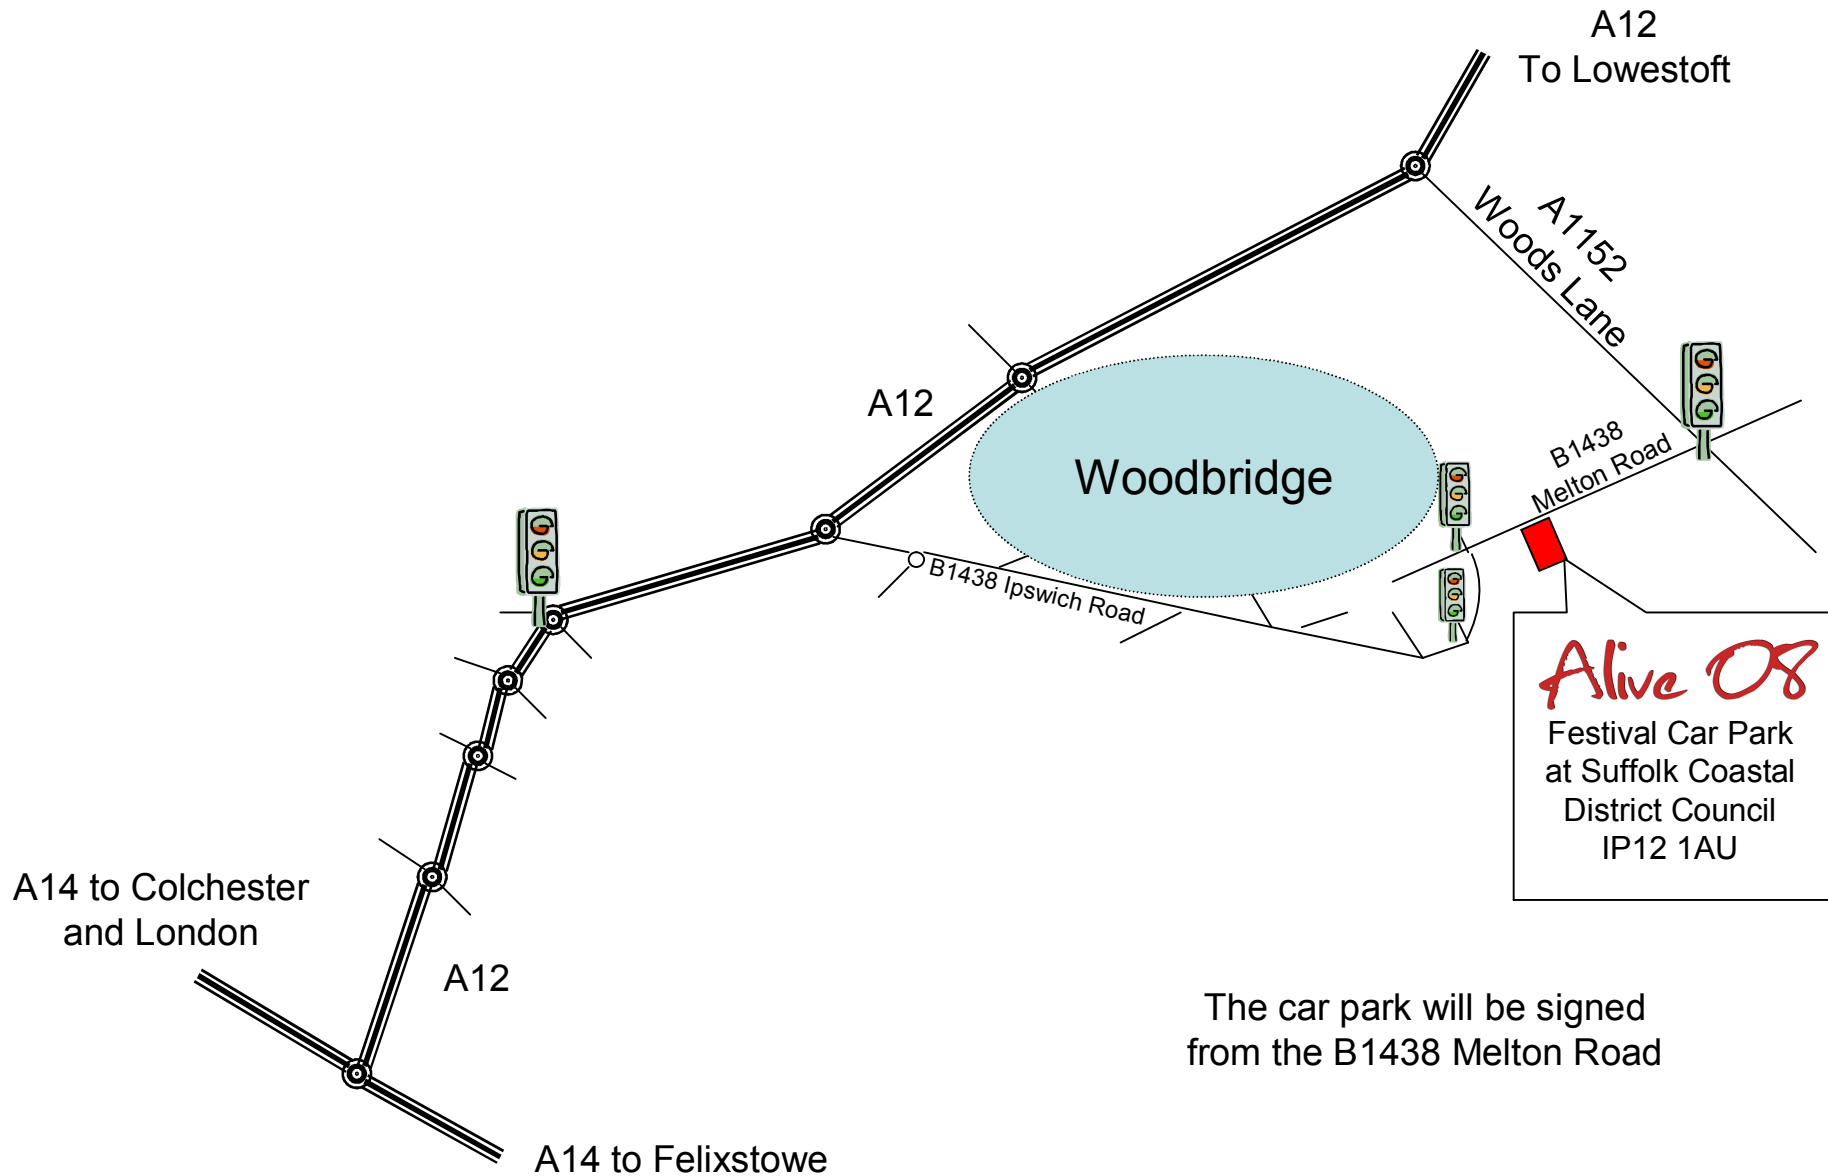 A12
To Lowestoft
A1152
Woods Lane
A12
B1438
Melton Road
Woodbridge
B1438 Ipswich Road
Alive 08
Festival Car Park
at Suffolk Coastal
District Council
IP12 1AU
A14 to Colchester
and London
A12
The car park will be signed
from the B1438 Melton Road
A14 to Felixstowe